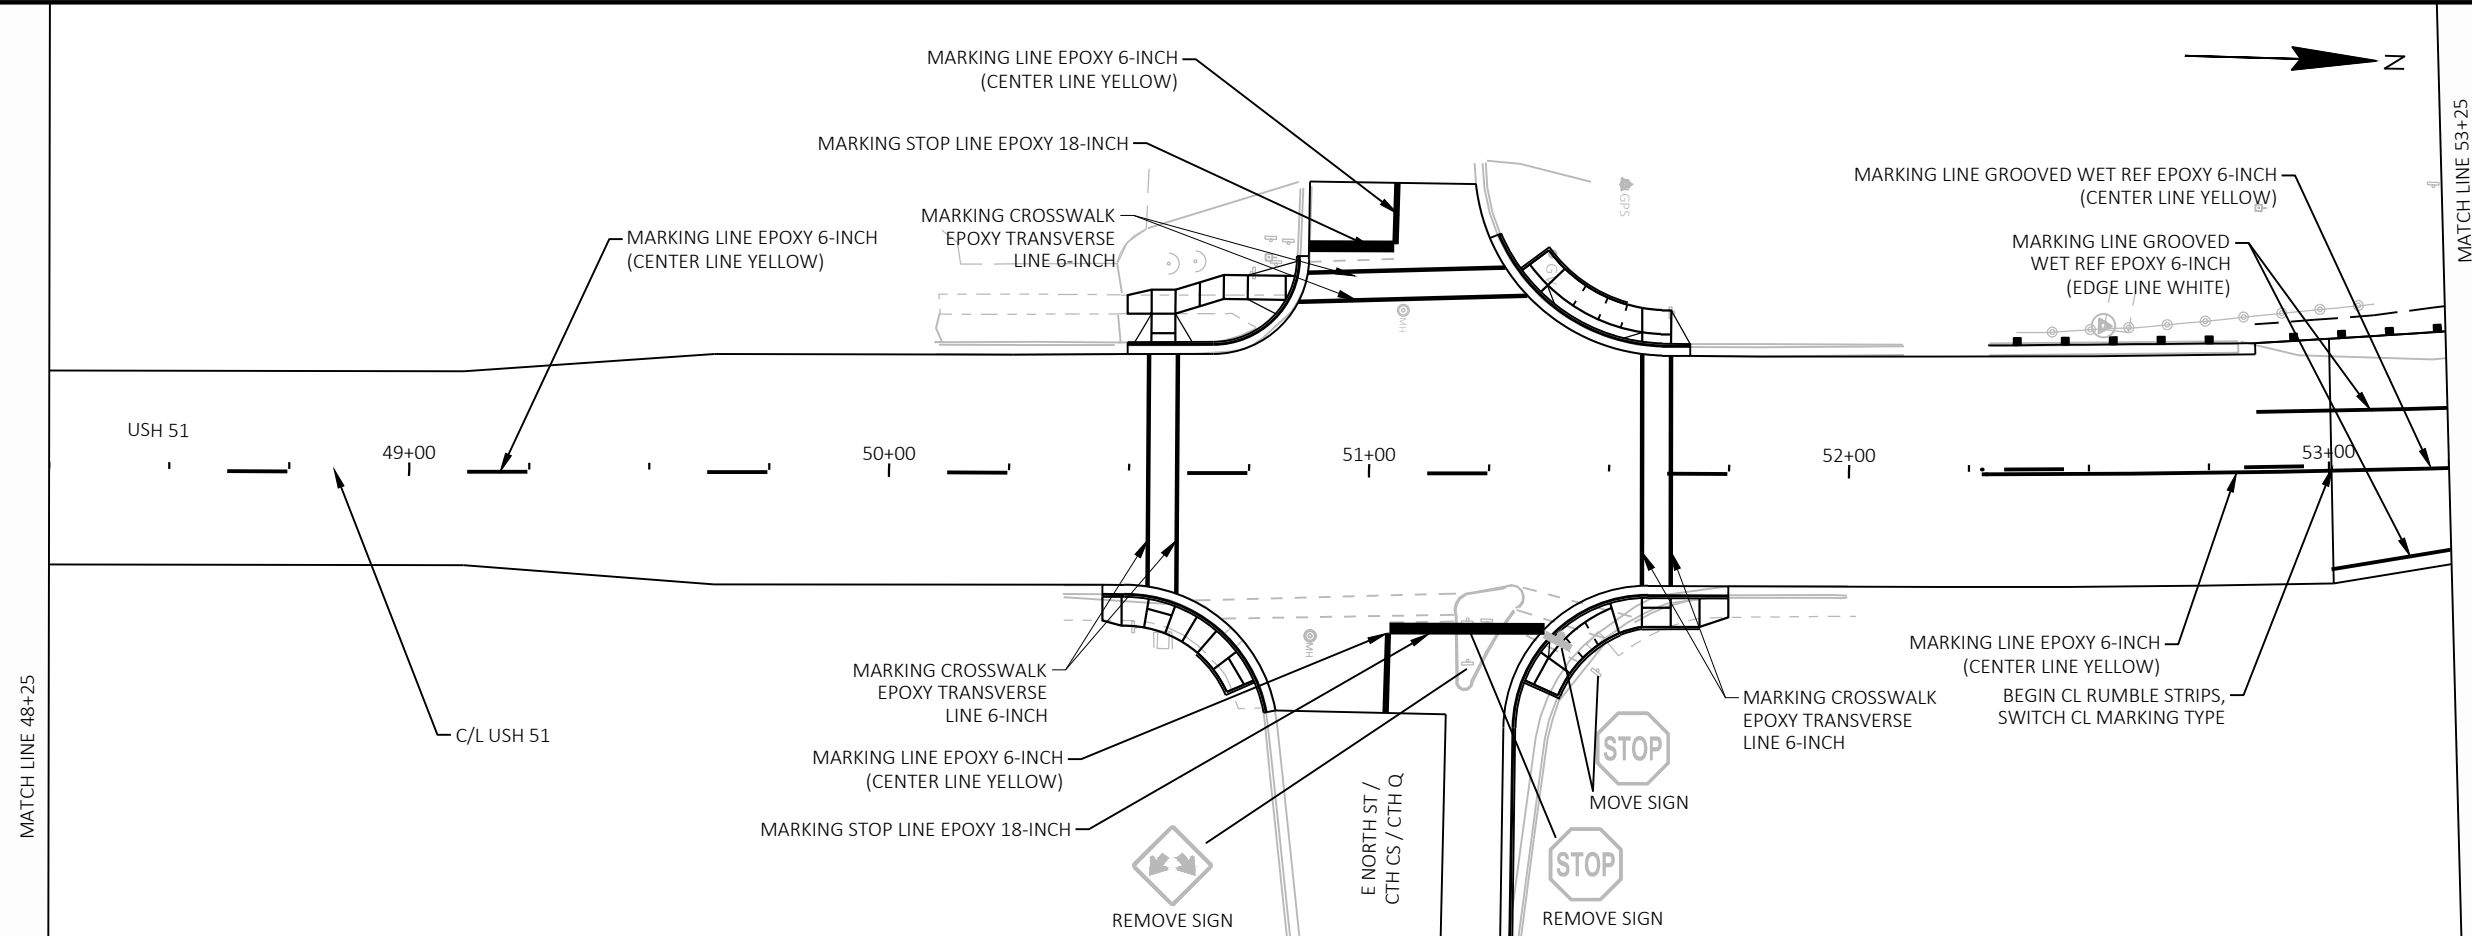 MARKING LINE EPOXY 6-INCH
(CENTER LINE YELLOW)
N
MATCH LINE 53+25
MARKING STOP LINE EPOXY 18-INCH
MARKING LINE GROOVED WET REF EPOXY 6-INCH
(CENTER LINE YELLOW)
GPS
MARKING CROSSWALK
EPOXY TRANSVERSE
LINE 6-INCH
MARKING LINE EPOXY 6-INCH
(CENTER LINE YELLOW)
MARKING LINE GROOVED
WET REF EPOXY 6-INCH
(EDGE LINE WHITE)
G
MH
USH 51
49+00
50+00
51+00
52+00
53+00
MH
MARKING CROSSWALK
EPOXY TRANSVERSE
LINE 6-INCH
MARKING LINE EPOXY 6-INCH
(CENTER LINE YELLOW)
BEGIN CL RUMBLE STRIPS,
SWITCH CL MARKING TYPE
MARKING CROSSWALK
EPOXY TRANSVERSE
LINE 6-INCH
MATCH LINE 48+25
C/L USH 51
MARKING LINE EPOXY 6-INCH
(CENTER LINE YELLOW)
STOP
MOVE SIGN
MARKING STOP LINE EPOXY 18-INCH
E NORTH ST /
CTH CS / CTH Q
STOP
REMOVE SIGN
REMOVE SIGN